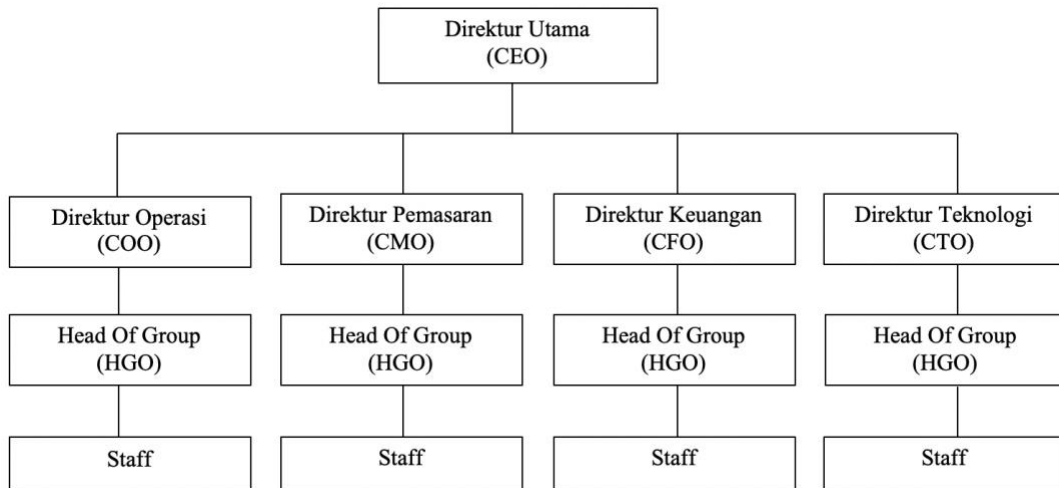 Direktur Utama
(CEO)
Direktur Operasi
(COO)
Direktur Pemasaran
(CMO)
Direktur Keuangan
(CFO)
Direktur Teknologi
(CTO)
Head Of Group
(HGO)
Head Of Group
(HGO)
Head Of Group
(HGO)
Head Of Group
(HGO)
Staff
Staff
Staff
Staff